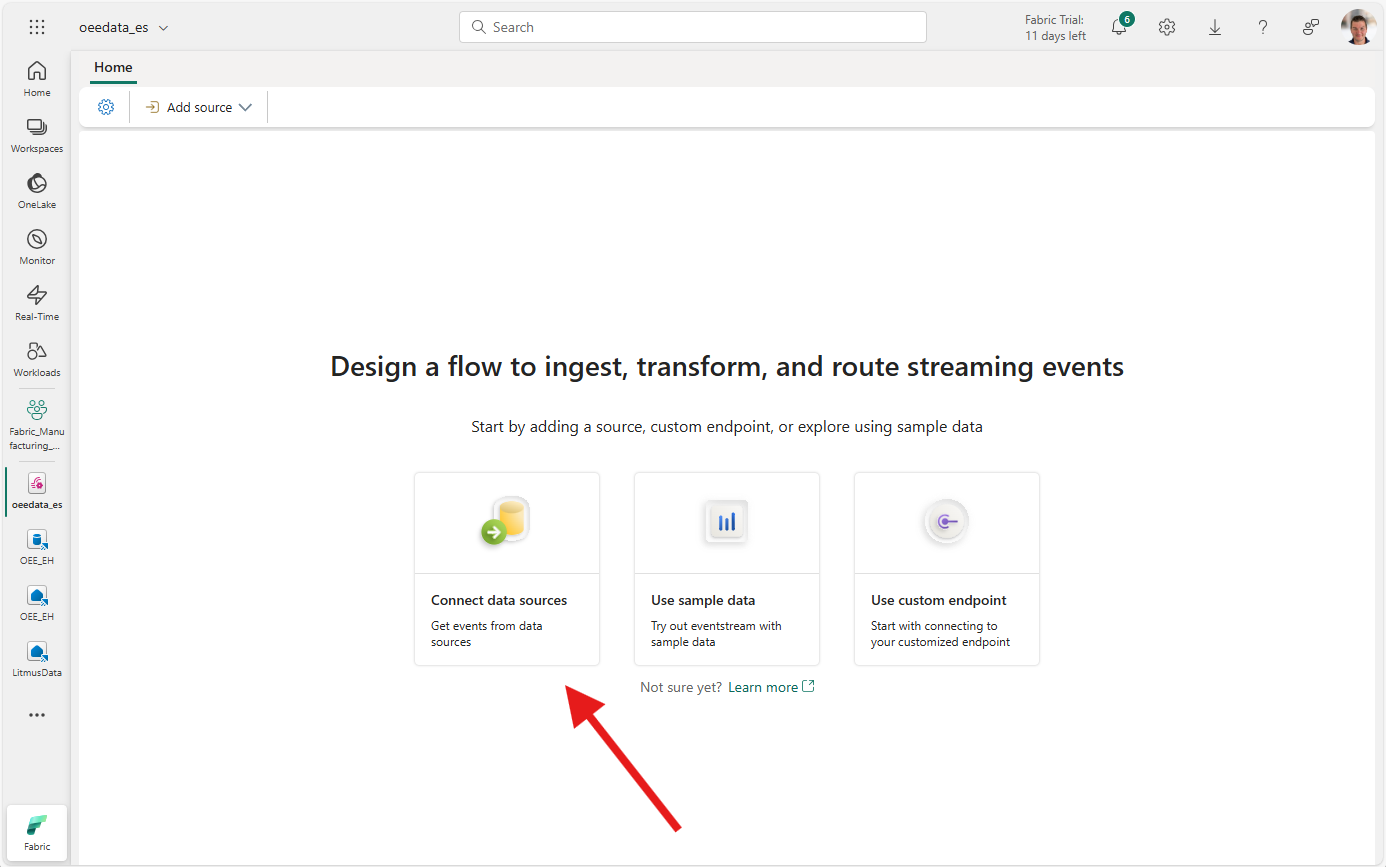 oeedata_es
Search
Fabric Trial:
11 days left
6
?
Home
Add source
Home
Workspaces
OneLake
Monitor
Real-Time
Workloads
Fabric_Manu
facturing_...
oeedata_es
OEE_EH
OEE_EH
LitmusData
Fabric
Design a flow to ingest, transform, and route streaming events
Start by adding a source, custom endpoint, or explore using sample data
Connect data sources
Get events from data
sources
Use sample data
Try out eventstream with
sample data
Use custom endpoint
Start with connecting to
your customized endpoint
Not sure yet? Learn more